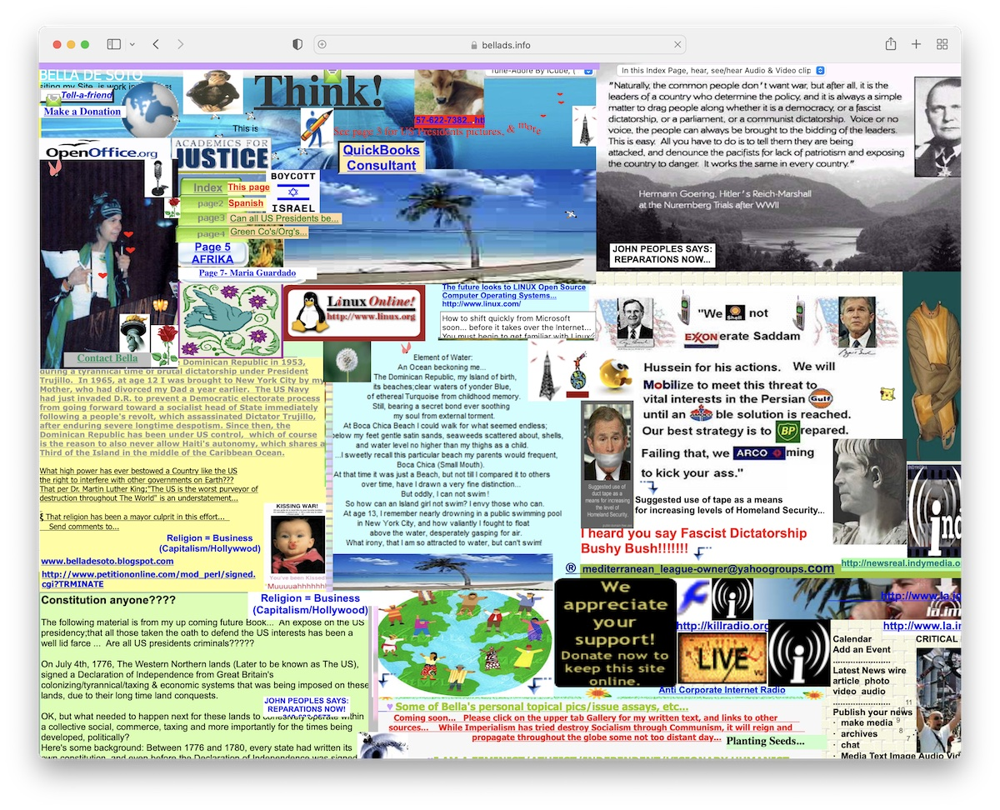 bellads.info
BELLA DE SOTO
Tell-a-friend
Make a Donation
This is
Think!
757-622-7382...
See page 3 for US Presidents pictures, & more
QuickBooks
Consultant
OpenOffice.org
ACADEMICS FOR
JUSTICE
BOYCOTT
ISRAEL
Index This page
page2 Spanish
page3 Can all US Presidents be...
page4 Green Co's/Org's...
Page 5
AFRIKA
Page 7- Maria Guardado
Contact Bella
In this Index Page, hear, see/hear Audio & Video clip
"Naturally, the common people don't want war, but after all, it is the
leaders of a country who determine the policy, and it is always a simple
matter to drag people along whether it is a democracy, or a fascist
dictatorship, or a parliament, or a communist dictatorship. Voice or no
voice, the people can always be brought to the bidding of the leaders.
This is easy. All you have to do is to tell them they are being
attacked, and denounce the pacifists for lack of patriotism and exposing
the country to danger. It works the same in every country."
Hermann Goering, Hitler's Reich-Marshall
at the Nuremberg Trials after WWII
JOHN PEOPLES SAYS:
REPARATIONS NOW...
Linux Online!
http://www.linux.org
The future looks to LINUX Open Source
Computer Operating Systems...
http://www.linux.com/
How to shift quickly from Microsoft
soon... before it takes over the Internet...
You must begin to get familiar with Linux
Dominican Republic in 1953,
during a tyrannical time of brutal dictatorship under President
Trujillo. In 1965, at age 12 I was brought to New York City by my
Mother, who had divorced my Dad a year earlier. The US Navy
had just invaded D.R. to prevent a Democratic electorate process
from going forward toward a socialist head of State immediately
following a people's revolt, which assassinated Dictator Trujillo,
after enduring severe longtime despotism. Since then, the
Dominican Republic has been under US control, which of course
is the reason to also never allow Haiti's autonomy, which shares a
Third of the Island in the middle of the Caribbean Ocean.
What high power has ever bestowed a Country like the US
the right to interfere with other governments on Earth???
That per Dr. Martin Luther King;"The US is the worst purveyor of
destruction throughout The World" is an understatement...
That religion has been a mayor culprit in this effort...
Send comments to...
Religion = Business
(Capitalism/Hollywwod)
www.belladesoto.blogspot.com
http://www.petitiononline.com/mod_perl/signed.
cgi?TRMINATE
KISSING WAR!
You've been Kissed
"Muuuuahhhhhhh
Element of Water:
An Ocean beckoning me...
The Dominican Republic, my Island of birth,
its beaches;clear waters of yonder Blue,
of ethereal Turquoise from childhood memory.
Still, bearing a secret bond ever soothing
my soul from external torment.
At Boca Chica Beach I could walk for what seemed endless;
below my feet gentle satin sands, seaweeds scattered about, shells,
and water level no higher than my thighs as a child.
...I sweetly recall this particular beach my parents would frequent,
Boca Chica (Small Mouth).
At that time it was just a Beach, but not till I compared it to others
over time, have I drawn a very fine distinction...
But oddly, I can not swim!
So how can an Island girl not swim? I envy those who can.
At age 13, I remember nearly drowning in a public swimming pool
in New York City, and how valiantly I fought to float
above the water, desperately gasping for air.
What irony, that I am so attracted to water, but can't swim!
"We Shell not
EXXONerate Saddam
Hussein for his actions. We will
Mobilize to meet this threat to
vital interests in the Persian Gulf
until an AMOCO ble solution is reached.
Our best strategy is to BPrepared.
Failing that, we ARCO ming
to kick your ass."
Suggested use of
duct tape as a
means for increasing
the level of
Homeland Security.
Suggested use of tape as a means
for increasing levels of Homeland Security...
I heard you say Fascist Dictatorship
Bushy Bush!!!!!!!
® mediterranean_league-owner@yahoogroups.com
http://newsreal.indymedia.o
Constitution anyone????
Religion = Business
(Capitalism/Hollywood)
The following material is from my up coming future Book... An expose on the US
presidency;that all those taken the oath to defend the US interests has been a
well lid farce ... Are all US presidents criminals?????
On July 4th, 1776, The Western Northern lands (Later to be known as The US),
signed a Declaration of Independence from Great Britain's
colonizing/tyrannical/taxing & economic systems that was being imposed on these
lands, due to their long time land conquests.
JOHN PEOPLES SAYS:
REPARATIONS NOW!
OK, but what needed to happen next for these lands to within
a collective social, commerce, taxing and more importantly for the times being
developed, politically?
Here's some background: Between 1776 and 1780, every state had written its
own constitution, and even before the Declaration of Independence was signed
We
appreciate
your
support!
Donate now to
keep this site
online.
http://killradio.org
LIVE
Anti Corporate Internet Radio
http://www.la.in
Calendar
Add an Event
Latest News wire
article photo
video audio
Publish your news
· make media
· archives
· chat
· Media Text Image Audio Vid
CRITICAL
11
10
9
8
7
Some of Bella's personal topical pics/issue assays, etc...
Coming soon... Please click on the upper tab Gallery for my written text, and links to other
sources... While Imperialism has tried destroy Socialism through Communism, it will reign and
propagate throughout the globe some not too distant day...
Planting Seeds...